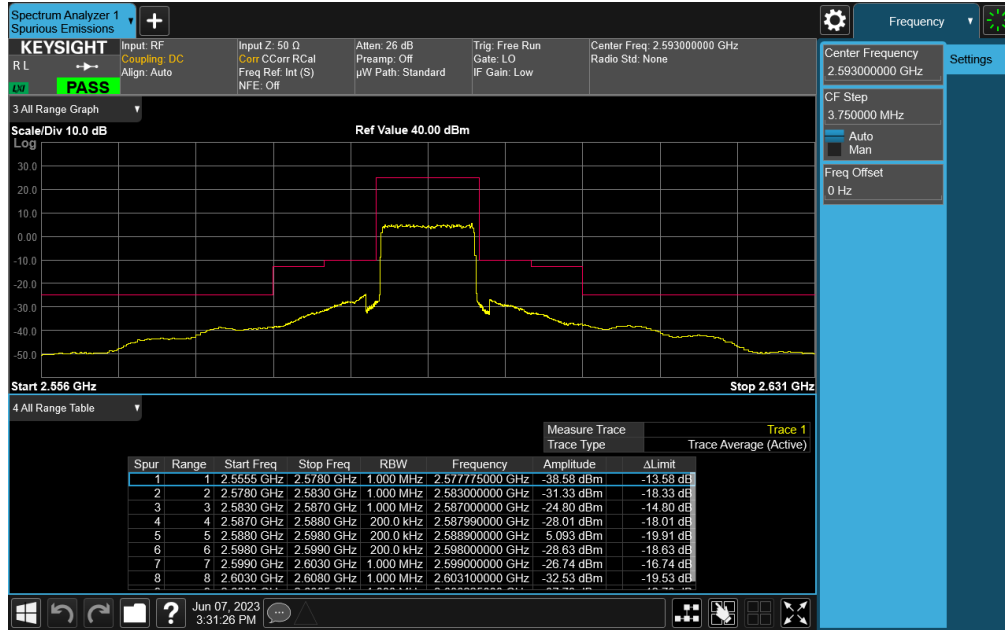 Spectrum Analyzer 1
Spurious Emissions
Frequency
KEYSIGHT
R L
LXI
PASS
Input: RF
Coupling: DC
Align: Auto
Input Z: 50 Ω
Corr CCorr RCal
Freq Ref: Int (S)
NFE: Off
Atten: 26 dB
Preamp: Off
µW Path: Standard
Trig: Free Run
Gate: LO
IF Gain: Low
Center Freq: 2.593000000 GHz
Radio Std: None
Center Frequency
2.593000000 GHz
Settings
CF Step
3.750000 MHz
Auto
Man
Freq Offset
0 Hz
3 All Range Graph
Scale/Div 10.0 dB
Ref Value 40.00 dBm
Log
30.0
20.0
10.0
0.00
-10.0
-20.0
-30.0
-40.0
-50.0
Start 2.556 GHz
Stop 2.631 GHz
4 All Range Table
Measure Trace Trace 1
Trace Type Trace Average (Active)
Spur Range Start Freq Stop Freq RBW Frequency Amplitude ΔLimit
1 1 2.5555 GHz 2.5780 GHz 1.000 MHz 2.577775000 GHz -38.58 dBm -13.58 dB
2 2 2.5780 GHz 2.5830 GHz 1.000 MHz 2.583000000 GHz -31.33 dBm -18.33 dB
3 3 2.5830 GHz 2.5870 GHz 1.000 MHz 2.587000000 GHz -24.80 dBm -14.80 dB
4 4 2.5870 GHz 2.5880 GHz 200.0 kHz 2.587990000 GHz -28.01 dBm -18.01 dB
5 5 2.5880 GHz 2.5980 GHz 200.0 kHz 2.588900000 GHz 5.093 dBm -19.91 dB
6 6 2.5980 GHz 2.5990 GHz 200.0 kHz 2.598000000 GHz -28.63 dBm -18.63 dB
7 7 2.5990 GHz 2.6030 GHz 1.000 MHz 2.599000000 GHz -26.74 dBm -16.74 dB
8 8 2.6030 GHz 2.6080 GHz 1.000 MHz 2.603100000 GHz -32.53 dBm -19.53 dB
Jun 07, 2023
3:31:26 PM